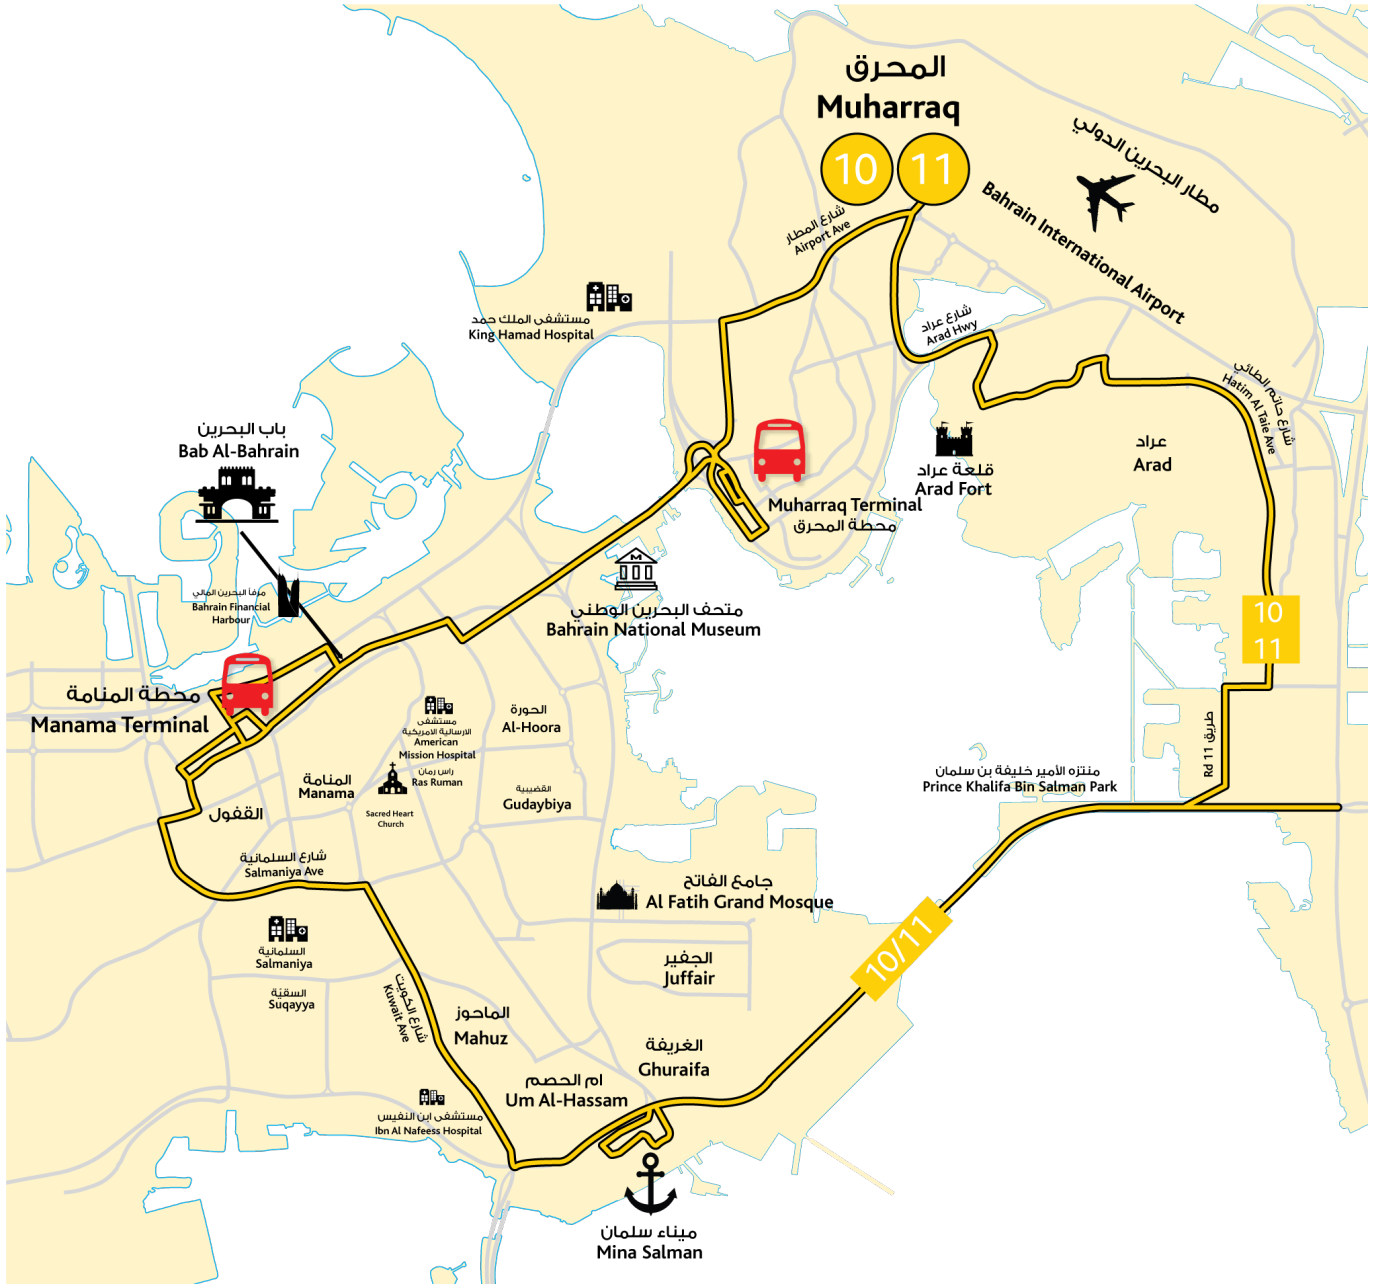 المحرق
Muharraq
10
11
مطار البحرين الدولي
Bahrain International Airport
شارع المطار
Airport Ave
مستشفى الملك حمد
King Hamad Hospital
شارع عراد
Arad Hwy
شارع حاتم الطائي
Hatim Al Taie Ave
باب البحرين
Bab Al-Bahrain
عراد
Arad
قلعة عراد
Arad Fort
Muharraq Terminal
محطة المحرق
مرفأ البحرين المالي
Bahrain Financial
Harbour
متحف البحرين الوطني
Bahrain National Museum
10
11
محطة المنامة
Manama Terminal
مستشفى
الارسالية الامريكية
American
Mission Hospital
الحورة
Al-Hoora
طريق 11
Rd 11
راس رمان
Ras Ruman
المنامة
Manama
القضيبية
Gudaybiya
منتزه الأمير خليفة بن سلمان
Prince Khalifa Bin Salman Park
القفول
Sacred Heart
Church
شارع السلمانية
Salmaniya Ave
جامع الفاتح
Al Fatih Grand Mosque
10/11
السلمانية
Salmaniya
الجفير
Juffair
السقيّة
Suqayya
شارع الكويت
Kuwait Ave
الماحوز
Mahuz
الغريفة
Ghuraifa
ام الحصم
Um Al-Hassam
مستشفى ابن النفيس
Ibn Al Nafeess Hospital
ميناء سلمان
Mina Salman